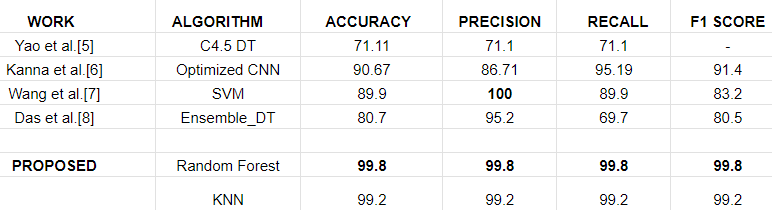 WORK ALGORITHM ACCURACY PRECISION RECALL F1 SCORE
Yao et al.[5] C4.5 DT 71.11 71.1 71.1 -
Kanna et al.[6] Optimized CNN 90.67 86.71 95.19 91.4
Wang et al.[7] SVM 89.9 100 89.9 83.2
Das et al.[8] Ensemble_DT 80.7 95.2 69.7 80.5
PROPOSED Random Forest 99.8 99.8 99.8 99.8
KNN 99.2 99.2 99.2 99.2